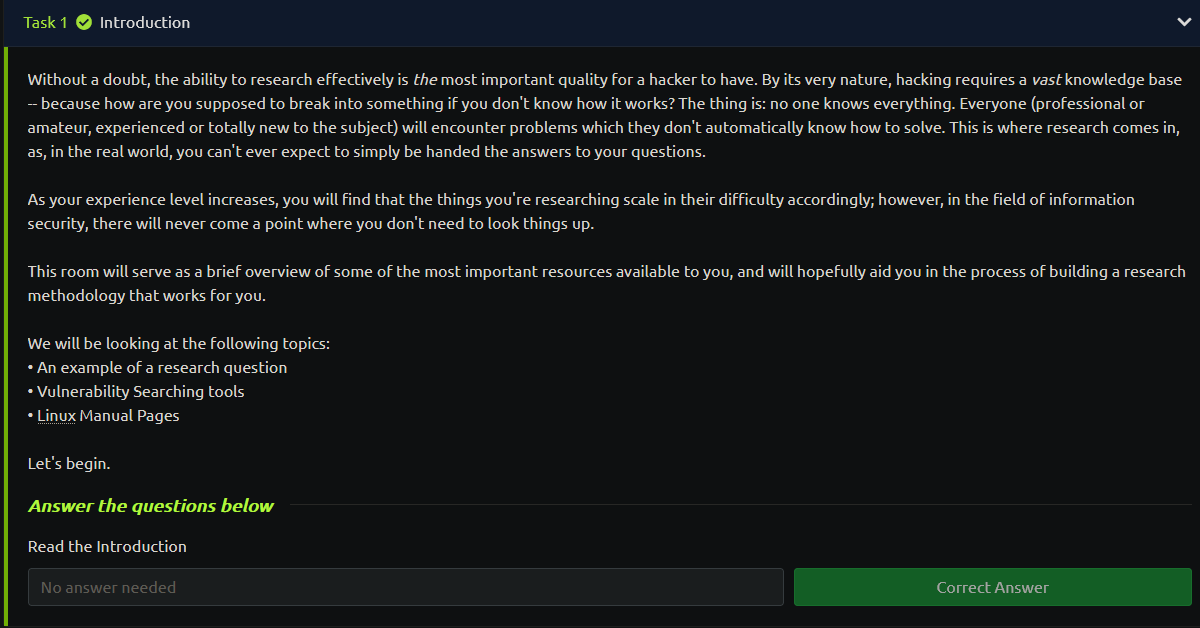 Task 1 Introduction
Without a doubt, the ability to research effectively is the most important quality for a hacker to have. By its very nature, hacking requires a vast knowledge base
-- because how are you supposed to break into something if you don't know how it works? The thing is: no one knows everything. Everyone (professional or
amateur, experienced or totally new to the subject) will encounter problems which they don't automatically know how to solve. This is where research comes in,
as, in the real world, you can't ever expect to simply be handed the answers to your questions.
As your experience level increases, you will find that the things you're researching scale in their difficulty accordingly; however, in the field of information
security, there will never come a point where you don't need to look things up.
This room will serve as a brief overview of some of the most important resources available to you, and will hopefully aid you in the process of building a research
methodology that works for you.
We will be looking at the following topics:
• An example of a research question
• Vulnerability Searching tools
• Linux Manual Pages
Let's begin.
Answer the questions below
Read the Introduction
No answer needed
Correct Answer